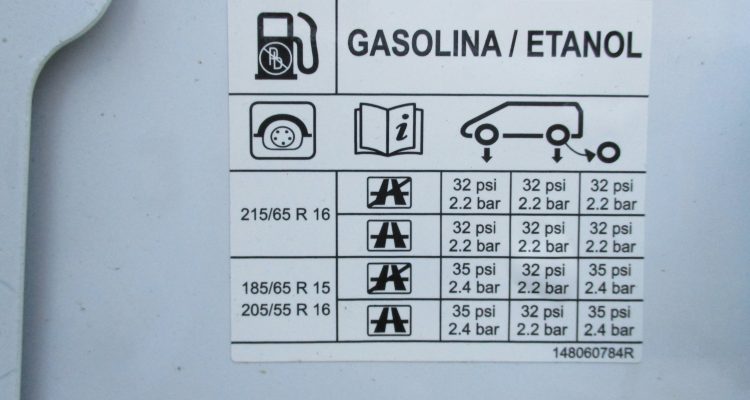 GASOLINA / ETANOL
215/65 R 16
32 psi 32 psi 32 psi
2.2 bar 2.2 bar 2.2 bar
32 psi 32 psi 32 psi
2.2 bar 2.2 bar 2.2 bar
185/65 R 15
205/55 R 16
35 psi 32 psi 35 psi
2.4 bar 2.2 bar 2.4 bar
35 psi 32 psi 35 psi
2.4 bar 2.2 bar 2.4 bar
148060784R